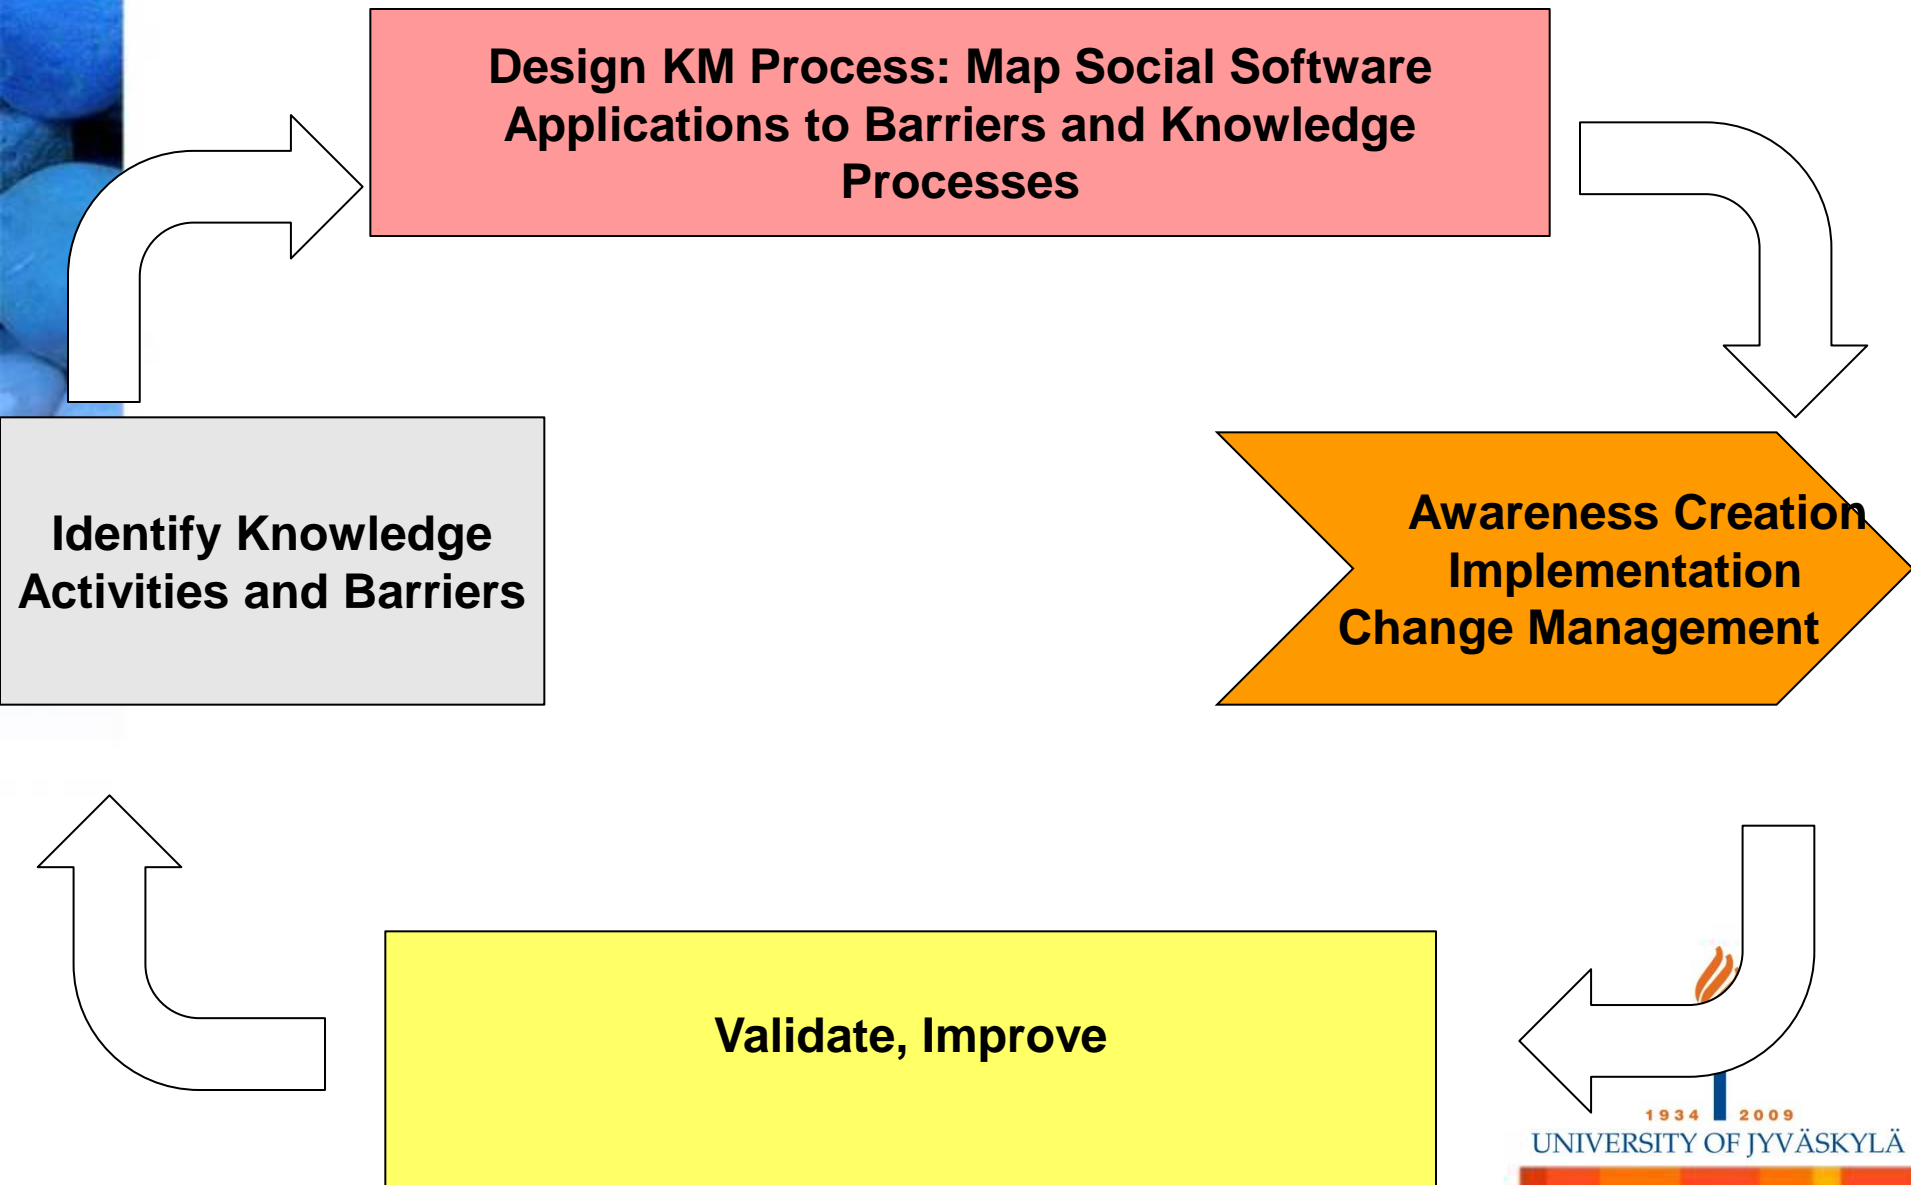 Design KM Process: Map Social Software
Applications to Barriers and Knowledge
Processes
Identify Knowledge
Activities and Barriers
Awareness Creation
Implementation
Change Management
Validate, Improve
1934 2009
UNIVERSITY OF JYVÄSKYLÄ